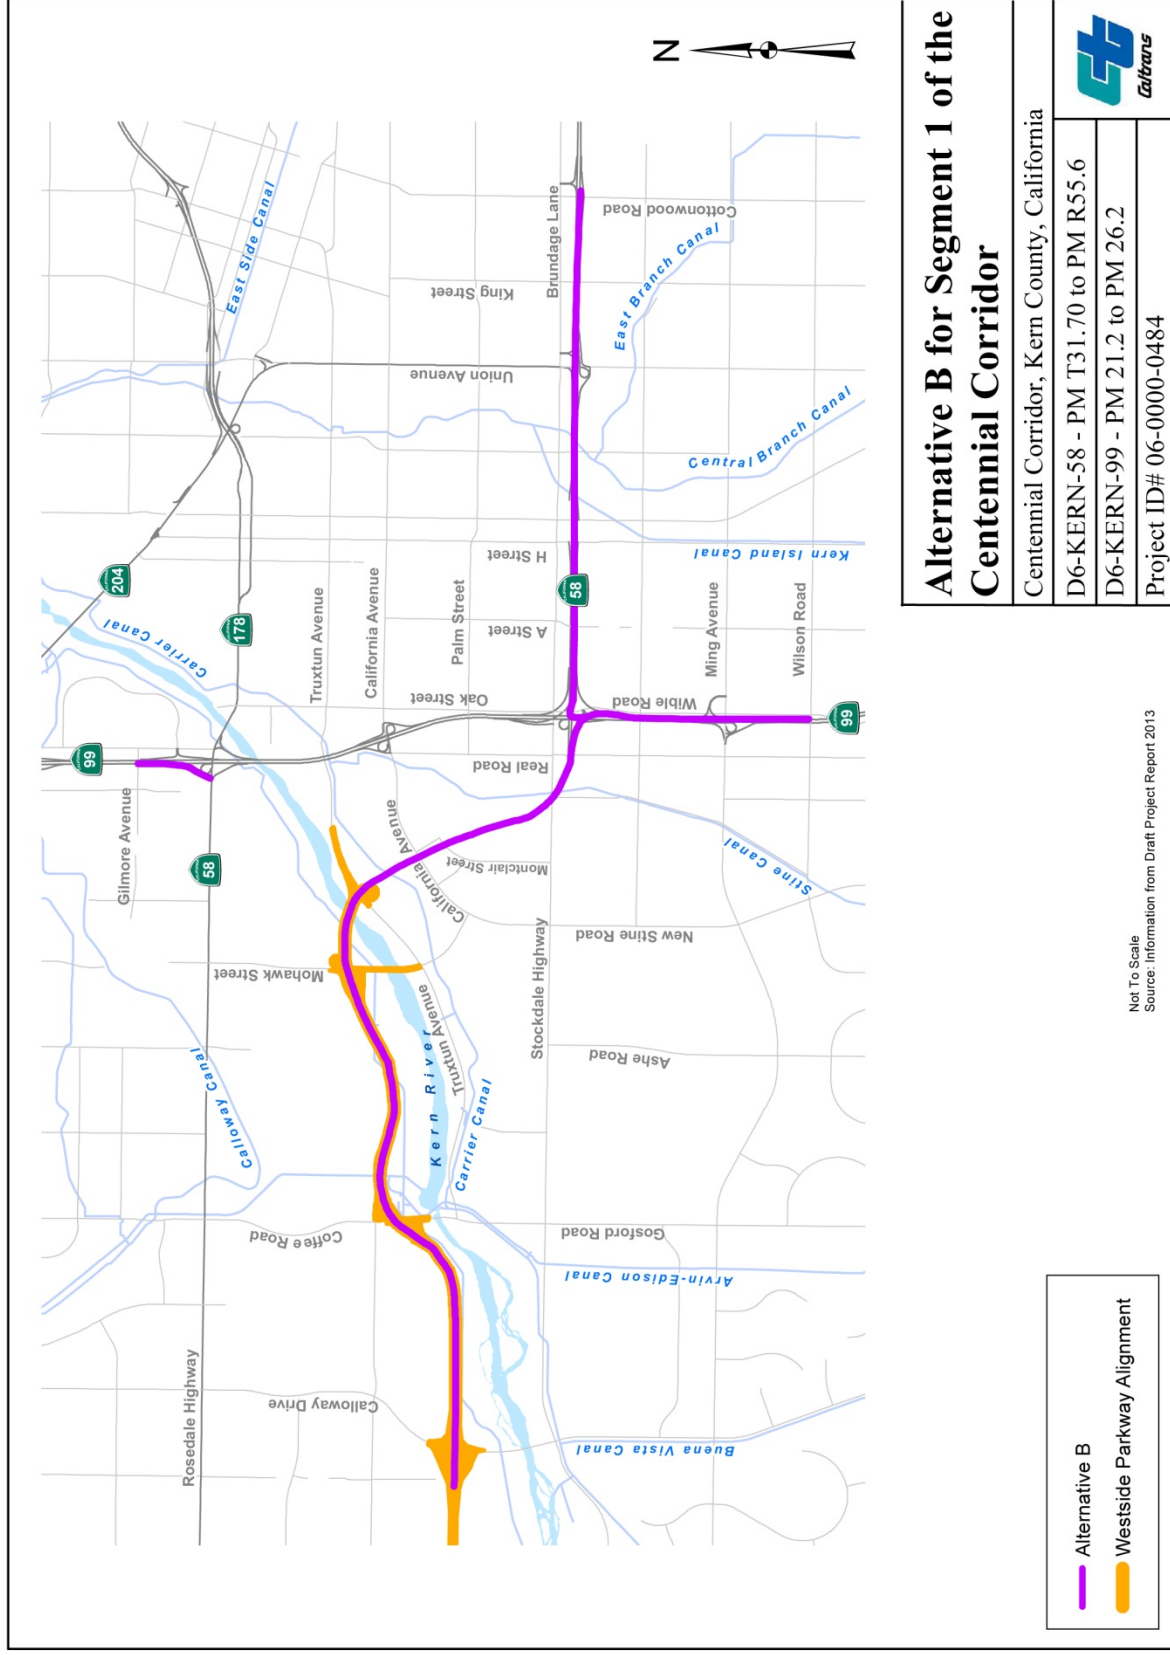 N
204
178
99
58
58
99
Gilmore Avenue
Rosedale Highway
Calloway Canal
Carrier Canal
East Side Canal
Mohawk Street
Coffee Road
Calloway Drive
Truxtun Avenue
California Avenue
Palm Street
Oak Street
Real Road
A Street
H Street
Union Avenue
King Street
Brundage Lane
Cottonwood Road
East Branch Canal
Central Branch Canal
Kern Island Canal
Ming Avenue
Wilson Road
Wible Road
California Avenue
Montclair Street
Stine Canal
New Stine Road
Stockdale Highway
Ashe Road
Truxtun Avenue
Kern River
Carrier Canal
Gosford Road
Arvin-Edison Canal
Buena Vista Canal
Alternative B
Westside Parkway Alignment
Not To Scale
Source: Information from Draft Project Report 2013
Alternative B for Segment 1 of the
Centennial Corridor
Centennial Corridor, Kern County, California
D6-KERN-58 - PM T31.70 to PM R55.6
D6-KERN-99 - PM 21.2 to PM 26.2
Project ID# 06-0000-0484
Caltrans